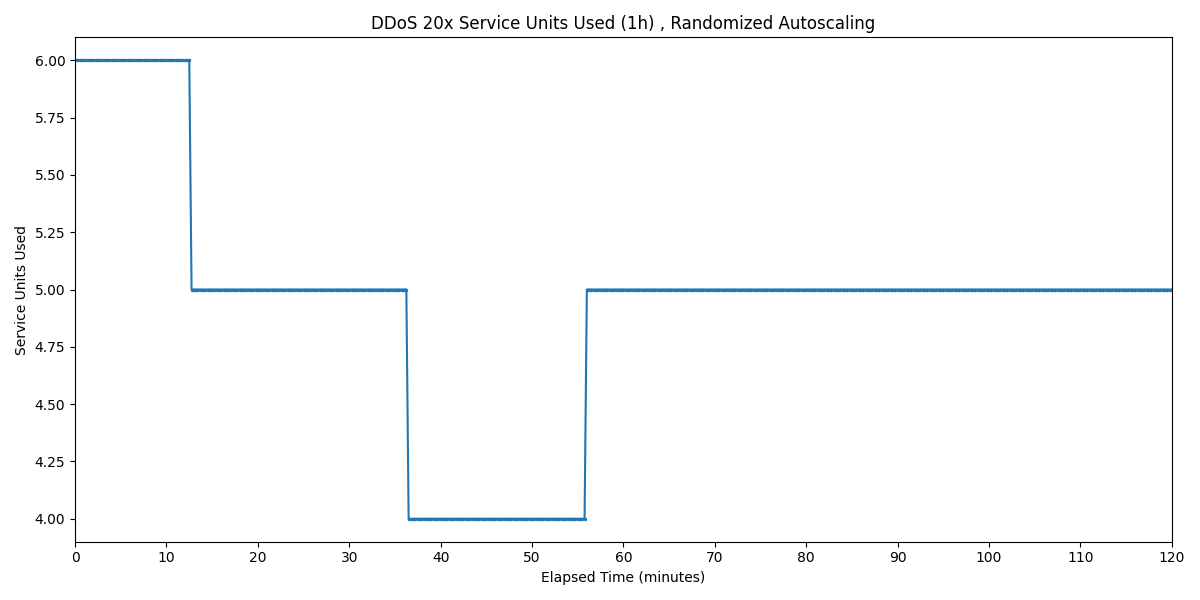 DDoS 20x Service Units Used (1h) , Randomized Autoscaling
Service Units Used
6.00
5.75
5.50
5.25
5.00
4.75
4.50
4.25
4.00
0 10 20 30 40 50 60 70 80 90 100 110 120
Elapsed Time (minutes)